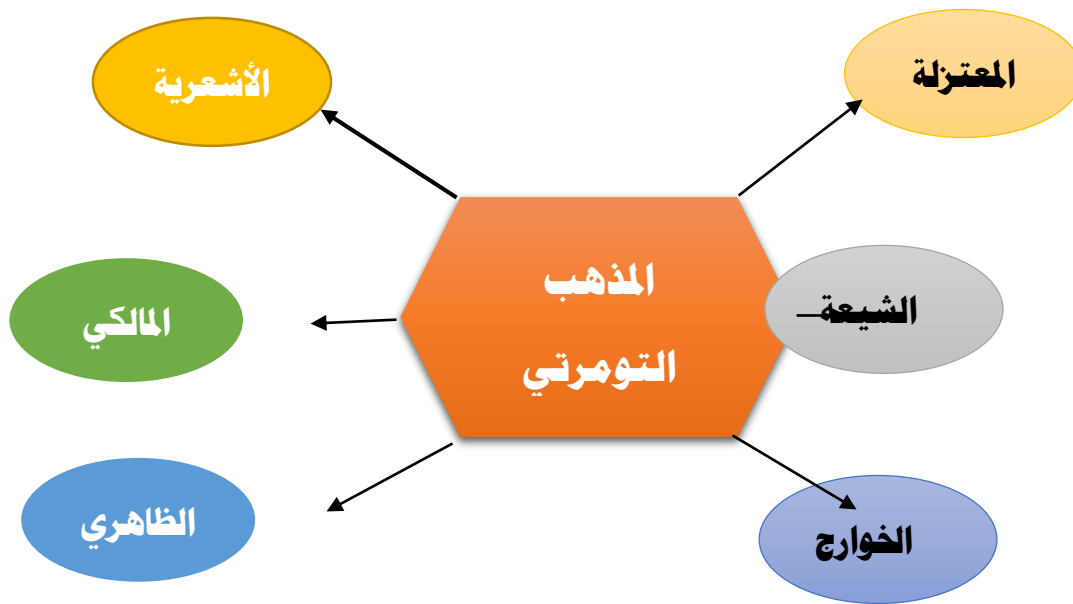 المعتزلة
الأشعرية
المذهب
التومرتي
الشيعة
المالكي
الخوارج
الظاهري